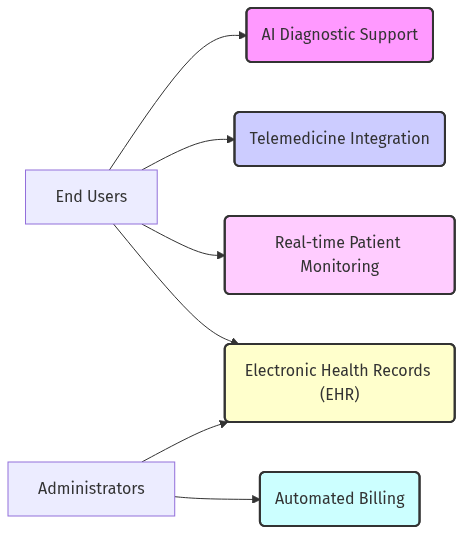 AI Diagnostic Support
Telemedicine Integration
End Users
Real-time Patient
Monitoring
Electronic Health Records
(EHR)
Administrators
Automated Billing